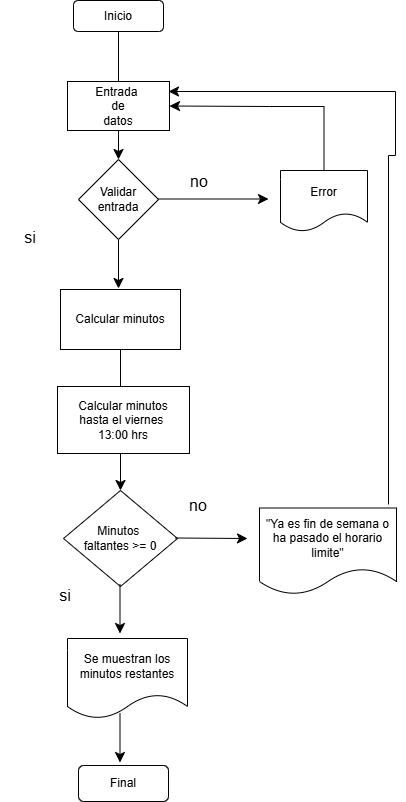 Inicio
Entrada
de
datos
Validar
entrada
no
Error
si
Calcular minutos
Calcular minutos
hasta el viernes
13:00 hrs
Minutos
faltantes >= 0
no
"Ya es fin de semana o
ha pasado el horario
limite"
si
Se muestran los
minutos restantes
Final